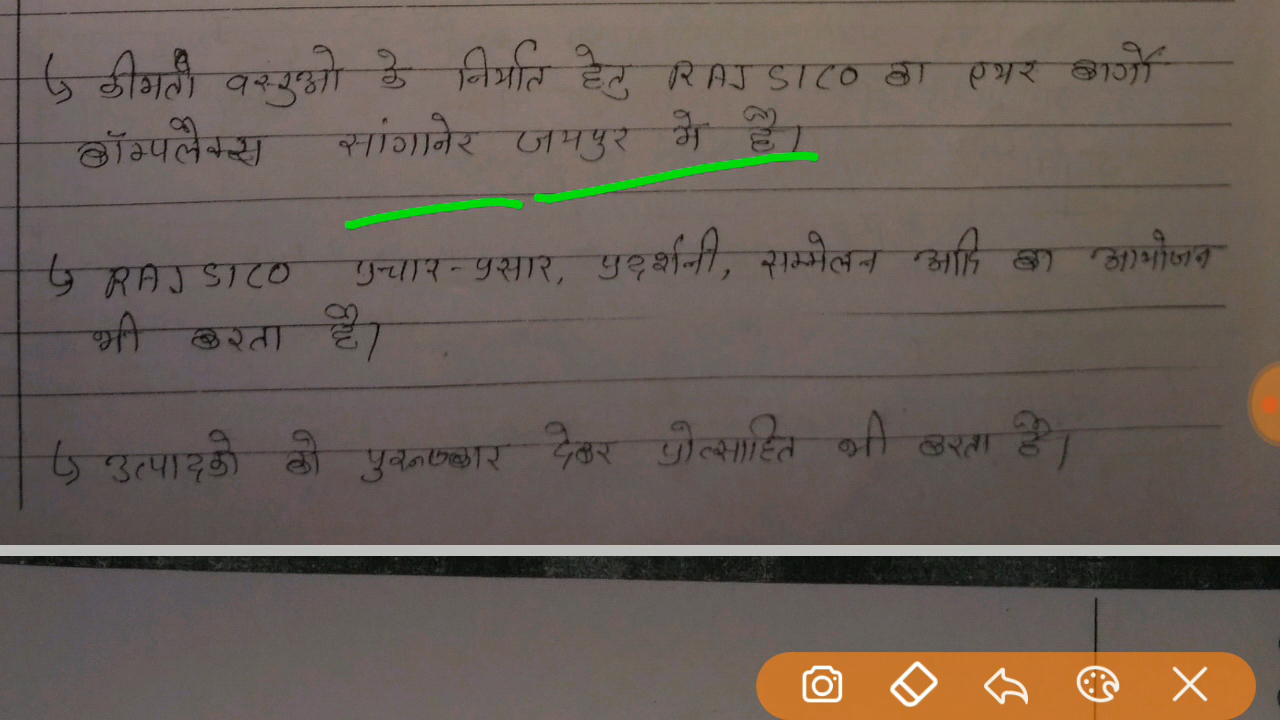 ↳ कीमती वस्तुओ के निर्यात हेतु RAJSICO का एयर कार्गो
कॉम्पलैक्स सांगानेर जयपुर मे है।
↳ RAJSICO प्रचार-प्रसार, प्रदर्शनी, सम्मेलन आदि का आयोजन
भी करता है।
↳ उत्पादको को पुरूष्कार देकर प्रोत्साहित भी करता है।